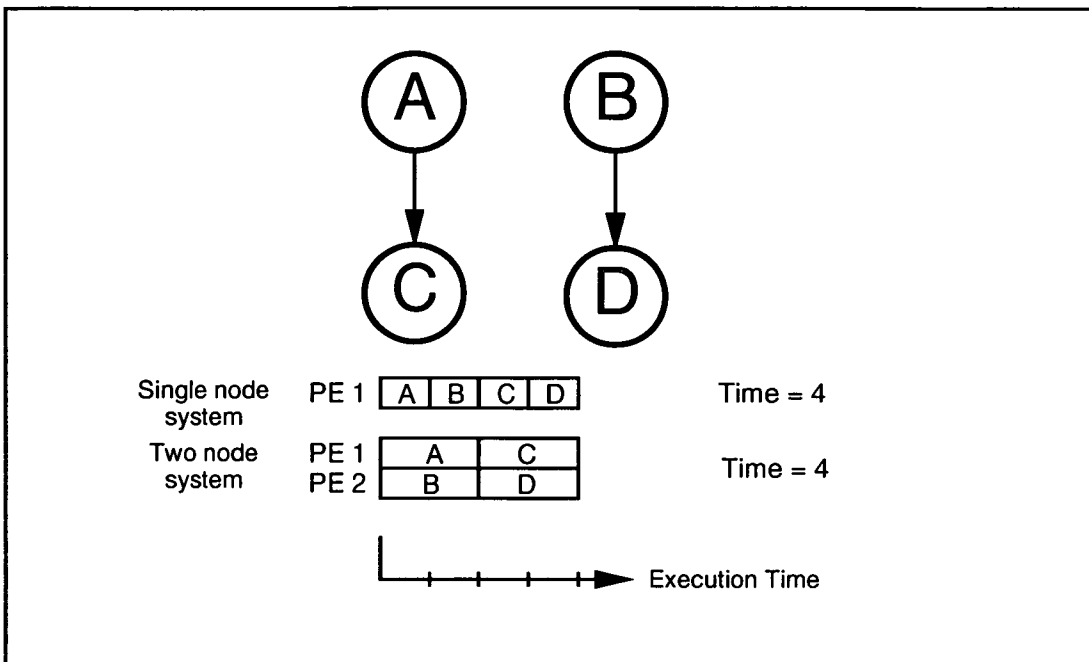 A B
C D
Single node system PE 1 A B C D Time = 4
Two node system PE 1 A C Time = 4
PE 2 B D
Execution Time